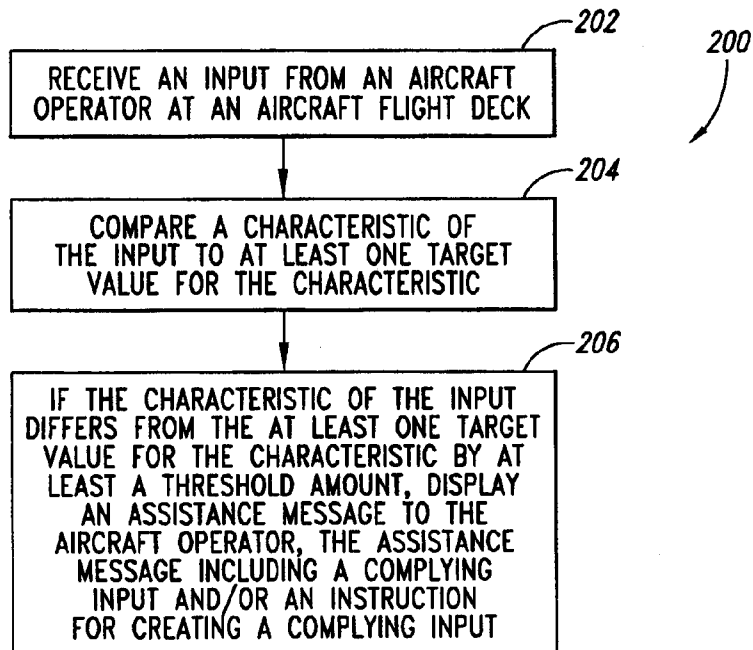 202
200
RECEIVE AN INPUT FROM AN AIRCRAFT
OPERATOR AT AN AIRCRAFT FLIGHT DECK
204
COMPARE A CHARACTERISTIC OF
THE INPUT TO AT LEAST ONE TARGET
VALUE FOR THE CHARACTERISTIC
206
IF THE CHARACTERISTIC OF THE INPUT
DIFFERS FROM THE AT LEAST ONE TARGET
VALUE FOR THE CHARACTERISTIC BY AT
LEAST A THRESHOLD AMOUNT, DISPLAY
AN ASSISTANCE MESSAGE TO THE
AIRCRAFT OPERATOR, THE ASSISTANCE
MESSAGE INCLUDING A COMPLYING
INPUT AND/OR AN INSTRUCTION
FOR CREATING A COMPLYING INPUT